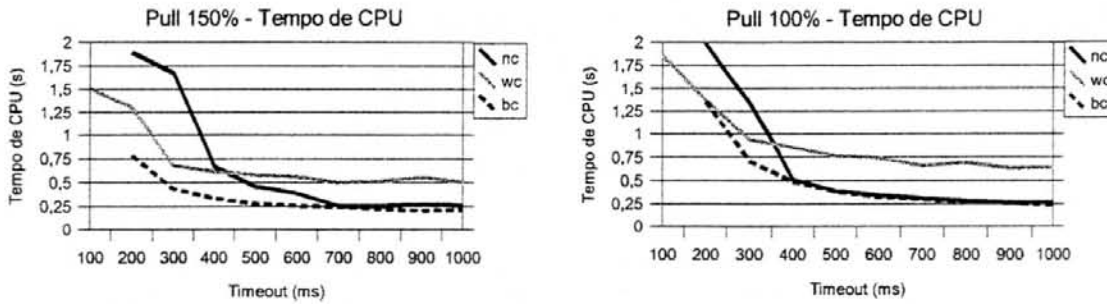 Pull 150% - Tempo de CPU
Tempo de CPU (s)
2
1,75
1,5
1,25
1
0,75
0,5
0,25
0
100 200 300 400 500 600 700 800 900 1000
Timeout (ms)
nc
wc
bc
Pull 100% - Tempo de CPU
Tempo de CPU (s)
2
1,75
1,5
1,25
1
0,75
0,5
0,25
0
100 200 300 400 500 600 700 800 900 1000
Timeout (ms)
nc
wc
bc